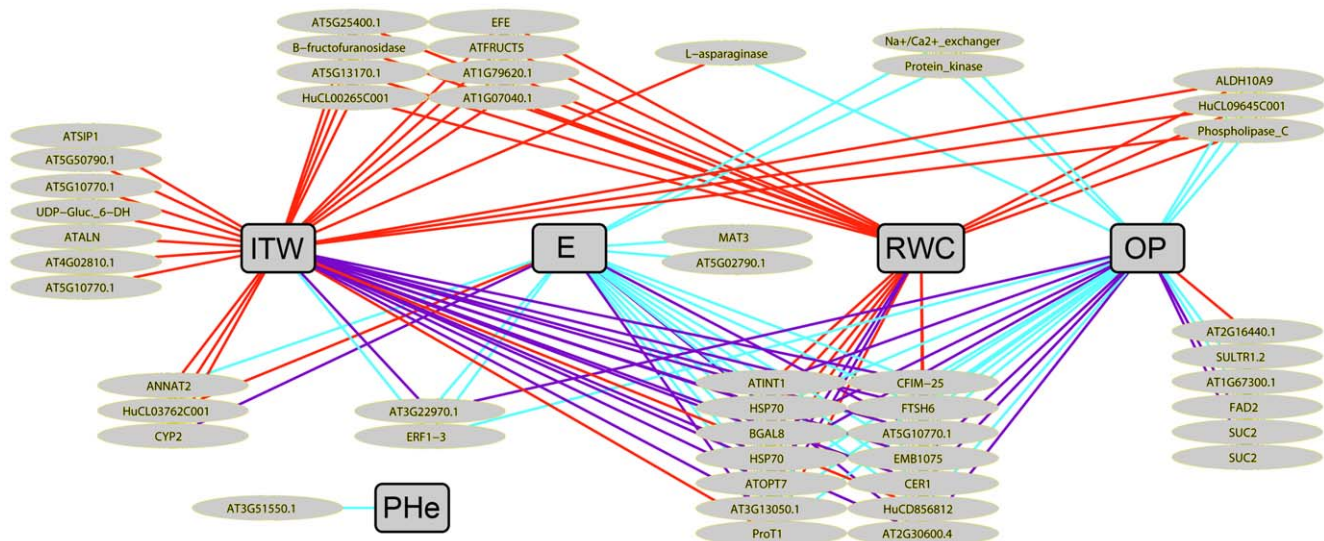 AT5G25400.1
EFE
B-fructofuranosidase
ATFRUCT5
AT5G13170.1
AT1G79620.1
HuCL00265C001
AT1G07040.1
L-asparaginase
Na+/Ca2+_exchanger
Protein_kinase
ALDH10A9
HuCL09645C001
Phospholipase_C
ATSIP1
AT5G50790.1
AT5G10770.1
UDP-Gluc._6-DH
ATALN
AT4G02810.1
AT5G10770.1
ITW
E
MAT3
AT5G02790.1
RWC
OP
ANNAT2
HuCL03762C001
CYP2
AT3G22970.1
ERF1-3
ATINT1
HSP70
BGAL8
HSP70
ATOPT7
AT3G13050.1
ProT1
CFIM-25
FTSH6
AT5G10770.1
EMB1075
CER1
HuCD856812
AT2G30600.4
AT2G16440.1
SULTR1.2
AT1G67300.1
FAD2
SUC2
SUC2
AT3G51550.1
PHe